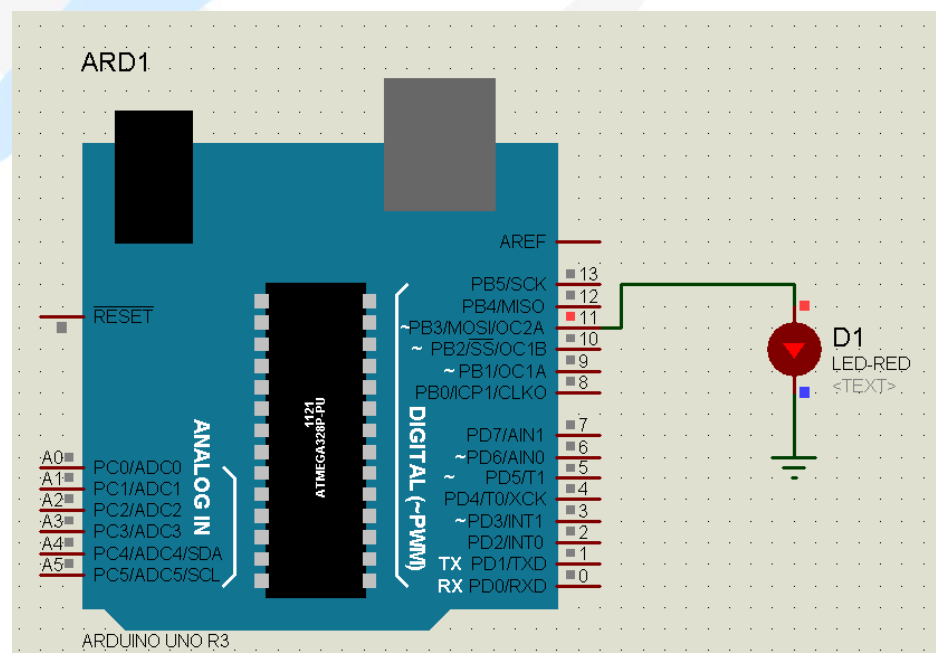 ARD1
AREF
PB5/SCK 13
PB4/MISO 12
RESET
~PB3/MOSI/OC2A 11
~ PB2/SS/OC1B 10
~ PB1/OC1A 9
PB0/ICP1/CLKO 8
D1
LED-RED
<TEXT>
1121
ATMEGA328P-PU
ANALOG IN
DIGITAL (~PWM)
PD7/AIN1 7
~PD6/AIN0 6
~ PD5/T1 5
PD4/T0/XCK 4
~PD3/INT1 3
PD2/INT0 2
TX PD1/TXD 1
RX PD0/RXD 0
A0 PC0/ADC0
A1 PC1/ADC1
A2 PC2/ADC2
A3 PC3/ADC3
A4 PC4/ADC4/SDA
A5 PC5/ADC5/SCL
ARDUINO UNO R3